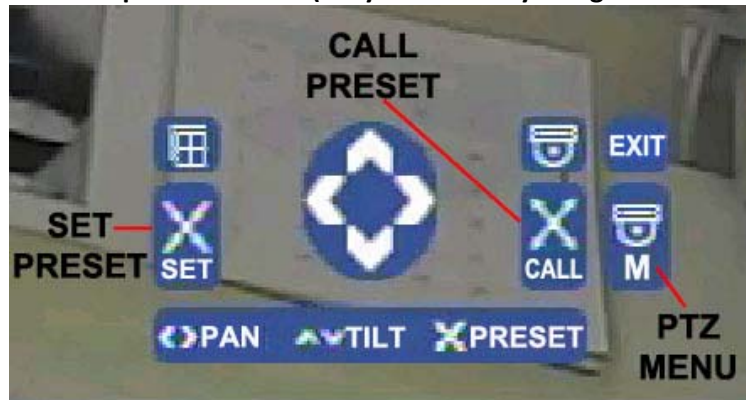 CALL
PRESET
EXIT
SET
PRESET
SET
CALL
M
PAN
TILT
PRESET
PTZ
MENU